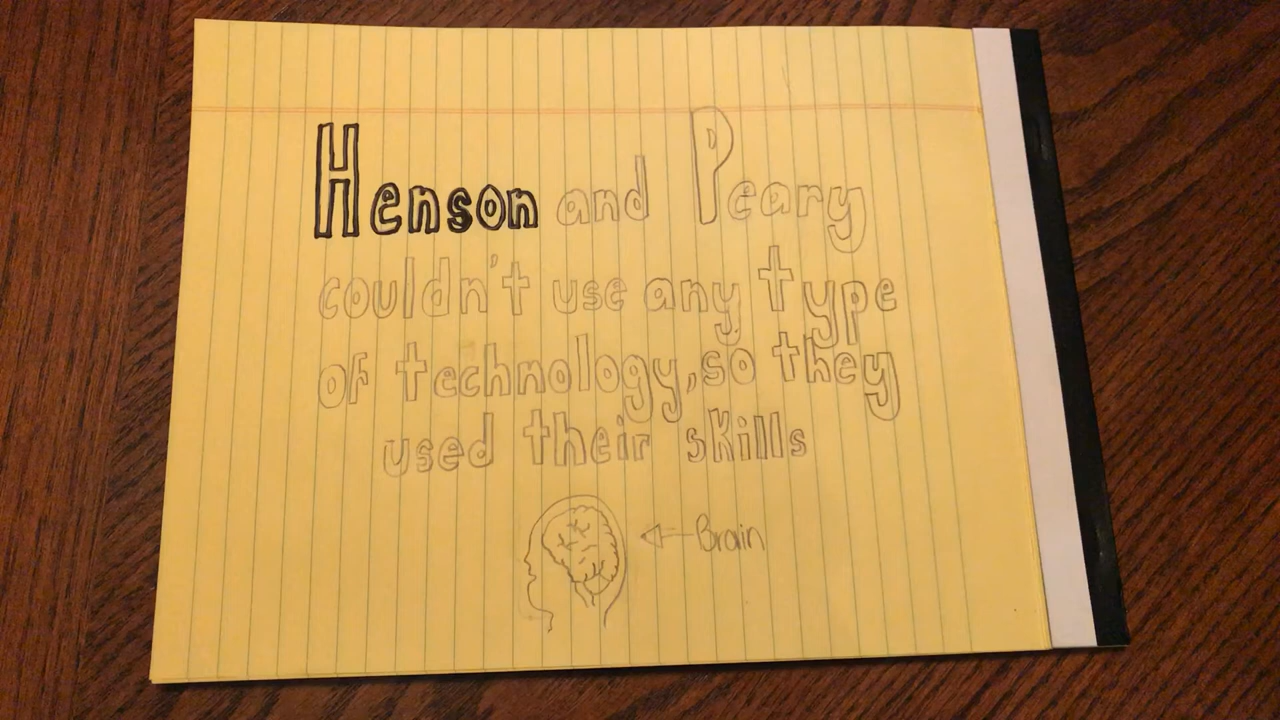 Henson and Peary
couldn't use any type
of technology, so they
used their skills
Brain